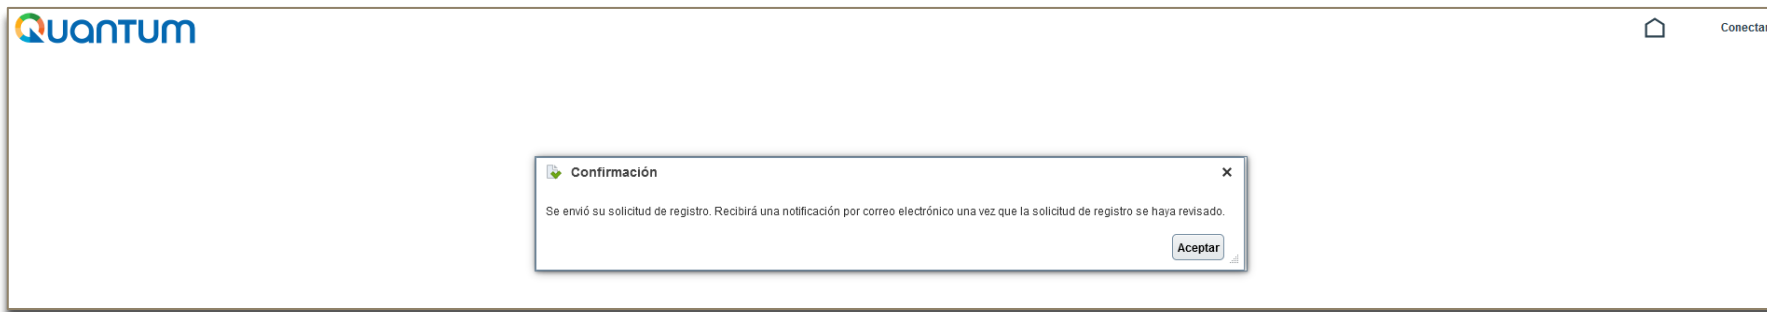 Quantum
Conectar
Confirmación
Se envió su solicitud de registro. Recibirá una notificación por correo electrónico una vez que la solicitud de registro se haya revisado.
Aceptar